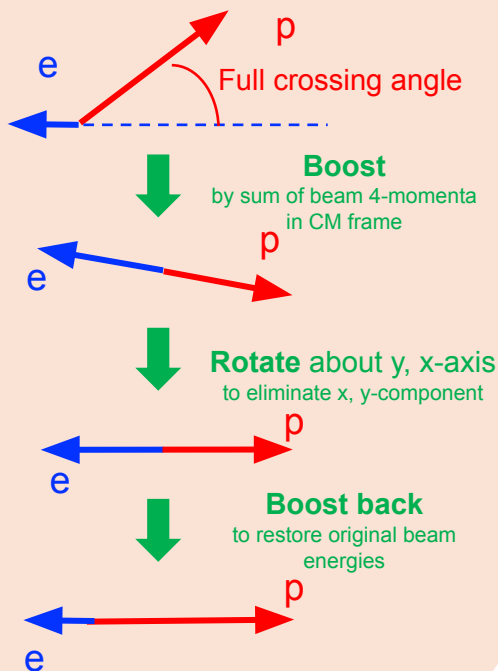 p
e
Full crossing angle
Boost
by sum of beam 4-momenta
in CM frame
p
e
Rotate about y, x-axis
to eliminate x, y-component
p
e
Boost back
to restore original beam
energies
p
e